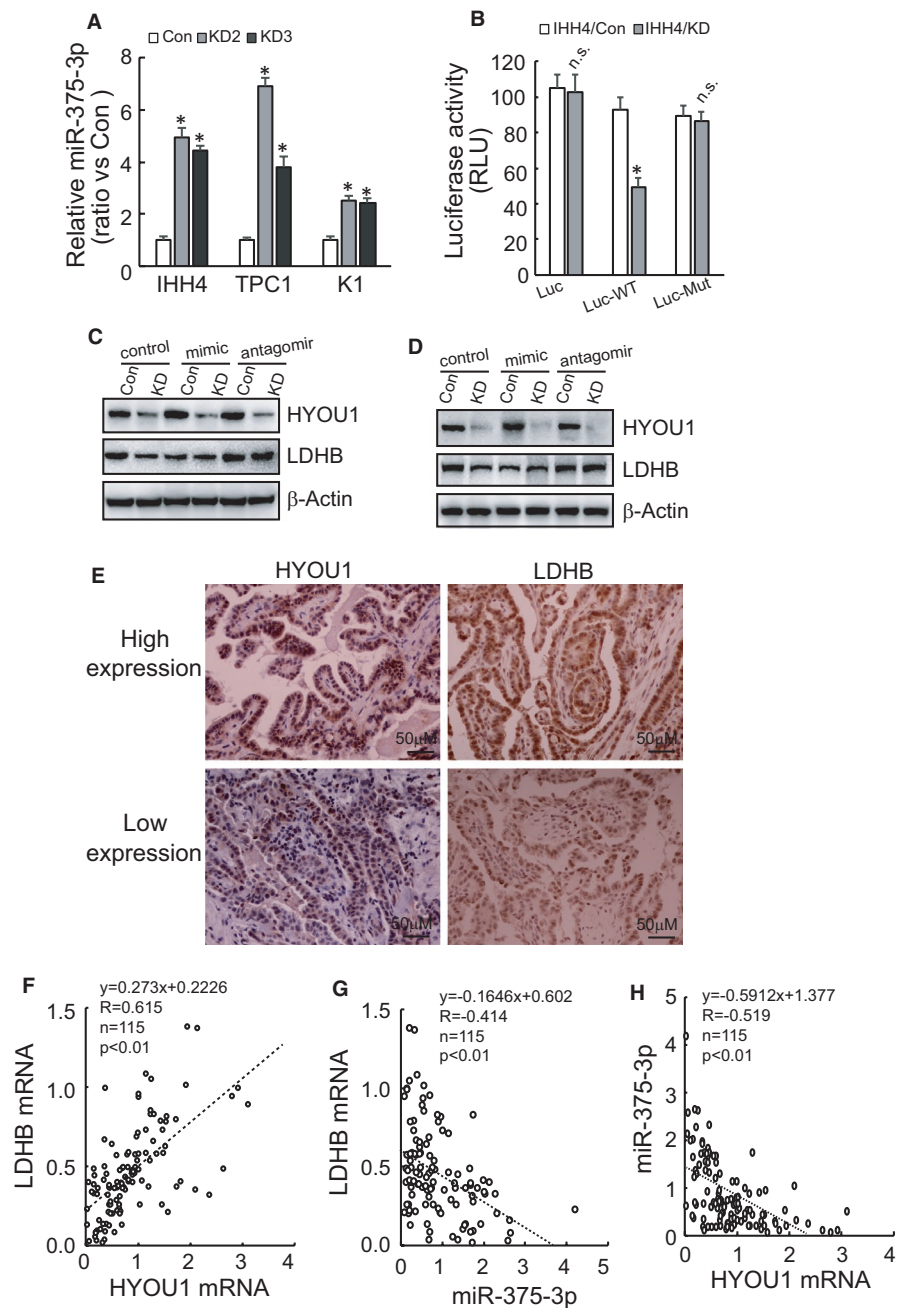 A
Con KD2 KD3
Relative miR-375-3p
(ratio vs Con )
8
6
4
2
0
* * * * * *
IHH4 TPC1 K1
B
IHH4/Con IHH4/KD
Luciferase activity
(RLU)
120
100
80
60
40
20
0
n.s.
*
n.s.
Luc Luc-WT Luc-Mut
C
control mimic antagomir
Con KD Con KD Con KD
HYOU1
LDHB
β-Actin
D
control mimic antagomir
Con KD Con KD Con KD
HYOU1
LDHB
β-Actin
E
HYOU1 LDHB
High
expression
50μM 50μM
Low
expression
50μM 50μM
F
y=0.273x+0.2226
R=0.615
n=115
p<0.01
LDHB mRNA
1.5
1.0
0.5
0.0
0 1 2 3 4
HYOU1 mRNA
G
y=-0.1646x+0.602
R=-0.414
n=115
p<0.01
LDHB mRNA
1.5
1.0
0.5
0.0
0 1 2 3 4 5
miR-375-3p
H
y=-0.5912x+1.377
R=-0.519
n=115
p<0.01
miR-375-3p
5
4
3
2
1
0
0 1 2 3 4
HYOU1 mRNA